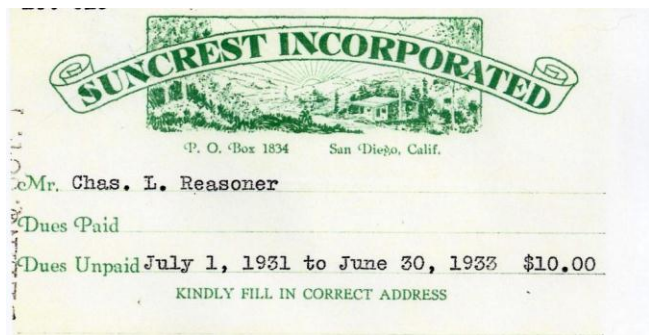 SUNCREST INCORPORATED
P. O. Box 1834 San Diego, Calif.
Mr. Chas. L. Reasoner
Dues Paid
Dues Unpaid July 1, 1931 to June 30, 1933 $10.00
KINDLY FILL IN CORRECT ADDRESS